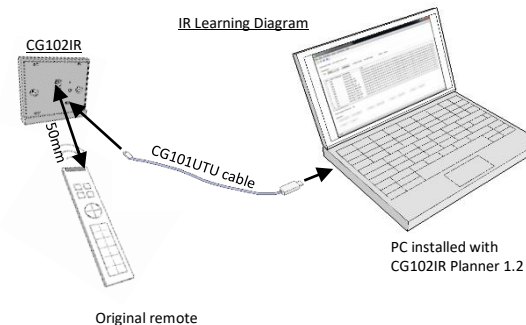 IR Learning Diagram
CG102IR
50mm
CG101UTU cable
PC installed with
CG102IR Planner 1.2
Original remote